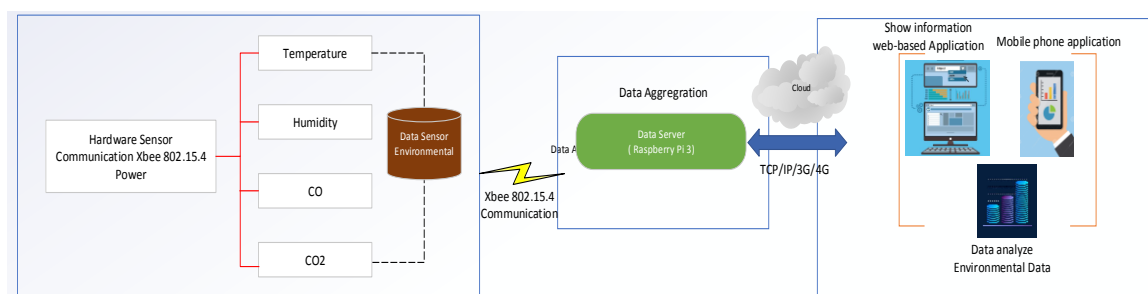 Hardware Sensor
Communication Xbee 802.15.4
Power
Temperature
Humidity
CO
CO2
Data Sensor
Environmental
Xbee 802.15.4
Communication
Data Aggregration
Data A
Data Server
( Raspberry Pi 3)
Cloud
TCP/IP/3G/4G
Show information
web-based Application
Mobile phone application
Data analyze
Environmental Data